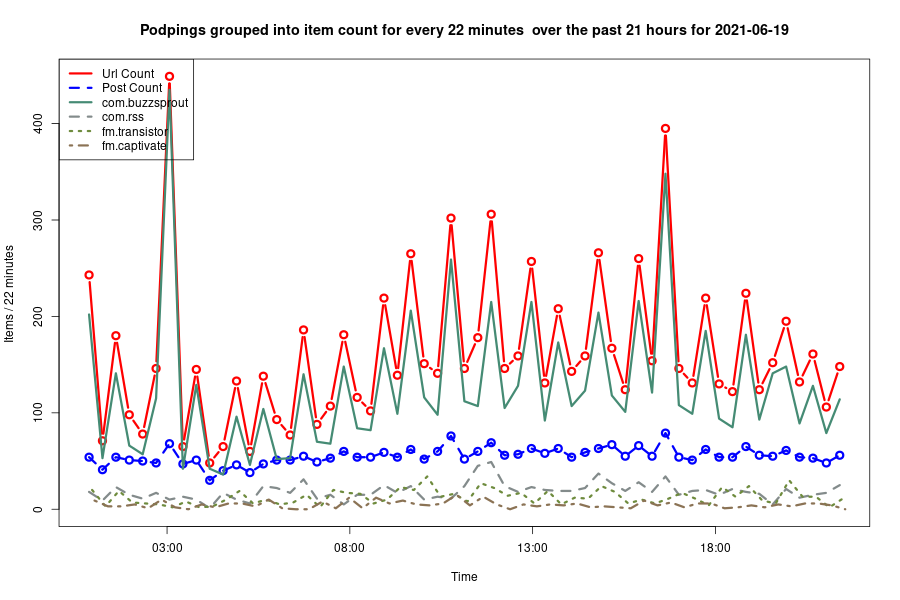 Podpings grouped into item count for every 22 minutes  over the past 21 hours for 2021-06-19
Url Count
Post Count
com.buzzsprout
com.rss
fm.transistor
fm.captivate
400
300
200
100
0
Items / 22 minutes
03:00
08:00
13:00
18:00
Time